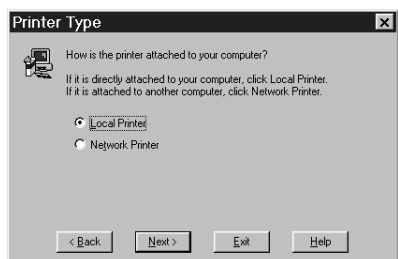 Printer Type
How is the printer attached to your computer?
If it is directly attached to your computer, click Local Printer.
If it is attached to another computer, click Network Printer.
Local Printer
Network Printer
< Back Next > Exit Help